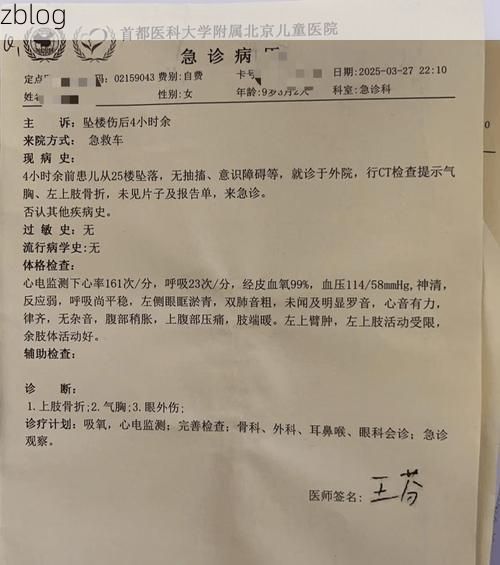 zblog
首都医科大学附属北京儿童医院
急诊病历
定点 码: 02159043 费别:自费 卡号 日期:2025-03-27 22:10
姓名 性别:女 年龄:9岁 科室:急诊科
主 诉: 坠楼伤后4小时余
来院方式: 急救车
现 病 史:
4小时余前患儿从25楼坠落，无抽搐、意识障碍等，就诊于外院，行CT检查提示气
胸、左上肢骨折，未见片子及报告单，来急诊。
否认其他疾病史。
过 敏 史: 无
流行病学史:无
体格检查:
心电监测下心率161次/分，呼吸23次/分，经皮血氧99%，血压114/58mmHg,神清，
反应弱，呼吸尚平稳，左侧眼眶淤青，双肺音粗，未闻及明显罗音，心音有力，
律齐，无杂音，腹部稍胀，上腹部压痛，肢端暖。左上臂肿，左上肢活动受限，
余肢体活动好。
辅助检查:
诊 断:
1.上肢骨折;2.气胸;3.眼外伤;
诊疗计划: 吸氧，心电监测；完善检查；骨科、外科、耳鼻喉、眼科会诊；急诊
观察。
医师签名: 王芬